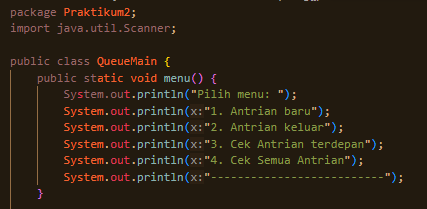 package Praktikum2;
import java.util.Scanner;
public class QueueMain {
public static void menu() {
System.out.println("Pilih menu: ");
System.out.println(x:"1. Antrian baru");
System.out.println(x:"2. Antrian keluar");
System.out.println(x:"3. Cek Antrian terdepan");
System.out.println(x:"4. Cek Semua Antrian");
System.out.println(x:"-------------------------");
}